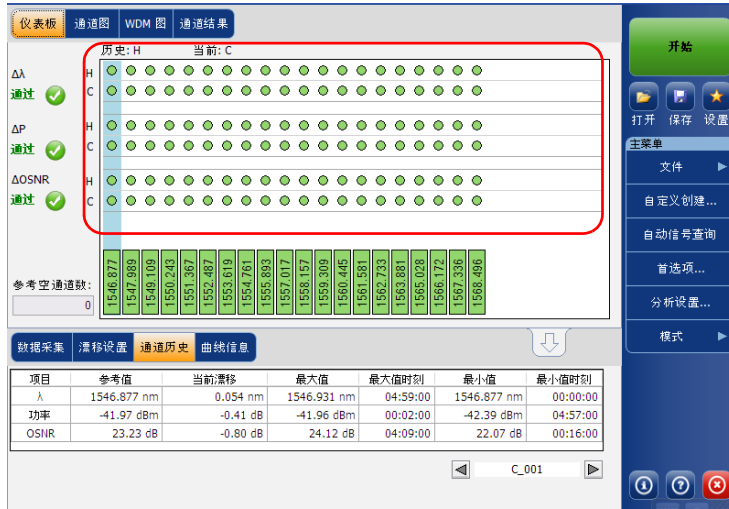 仪表板 通道图 WDM 图 通道结果
历史: H 当前: C
Δλ H
通过 C
ΔP H
通过 C
ΔOSNR H
通过 C
参考空通道数:
0
1546.877 1547.989 1549.109 1550.243 1551.367 1552.487 1553.619 1554.761 1555.893 1557.017 1558.157 1559.309 1560.445 1561.581 1562.733 1563.881 1565.028 1566.172 1567.336 1568.496
数据采集 漂移设置 通道历史 曲线信息
项目 参考值 当前漂移 最大值 最大值时刻 最小值 最小值时刻
λ 1546.877 nm 0.054 nm 1546.931 nm 04:59:00 1546.877 nm 00:00:00
功率 -41.97 dBm -0.41 dB -41.96 dBm 00:02:00 -42.39 dBm 04:57:00
OSNR 23.23 dB -0.80 dB 24.12 dB 04:09:00 22.07 dB 00:16:00
C_001
开始
打开 保存 设置
主菜单
文件
自定义创建...
自动信号查询
首选项...
分析设置...
模式